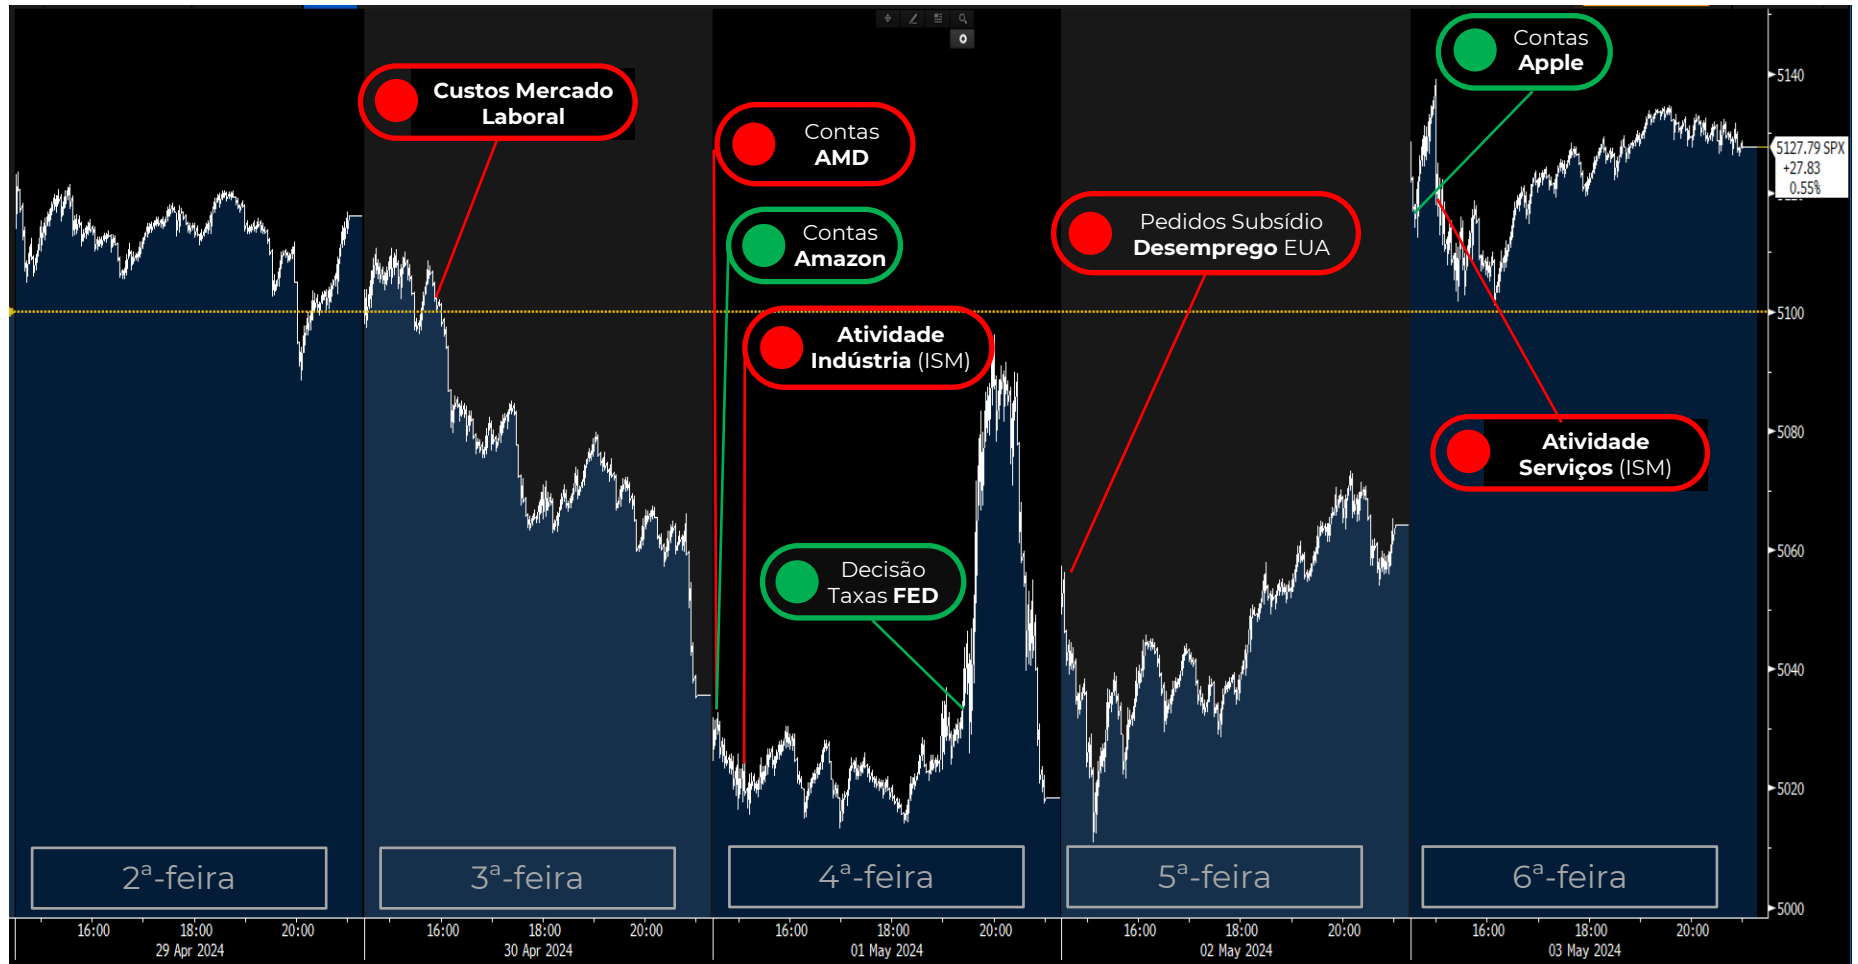 Custos Mercado
Laboral
Contas
AMD
Contas
Amazon
Atividade
Indústria (ISM)
Decisão
Taxas FED
Pedidos Subsídio
Desemprego EUA
Contas
Apple
Atividade
Serviços (ISM)
5140
5127.79 SPX
+27.83
0.55%
5100
5080
5060
5040
5020
5000
2ª-feira
3ª-feira
4ª-feira
5ª-feira
6ª-feira
16:00 18:00 20:00 16:00 18:00 20:00 16:00 18:00 20:00 16:00 18:00 20:00 16:00 18:00 20:00
29 Apr 2024 30 Apr 2024 01 May 2024 02 May 2024 03 May 2024